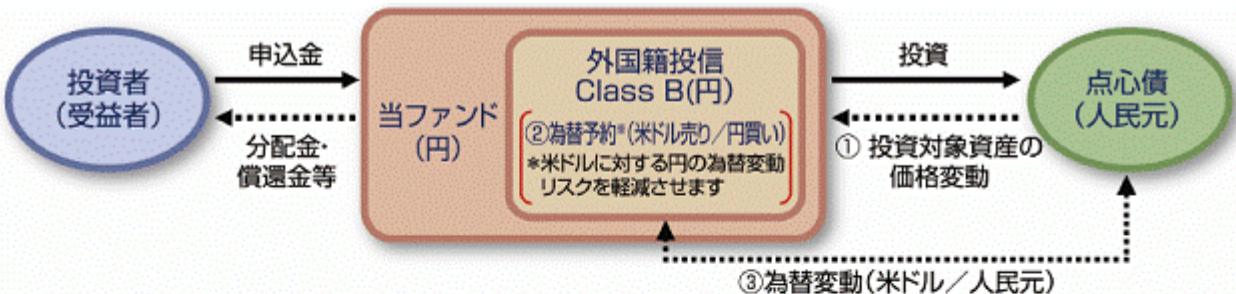 投資者
(受益者)
申込金
分配金・
償還金等
当ファンド
(円)
外国籍投信
Class B(円)
②為替予約*(米ドル売り/円買い)
*米ドルに対する円の為替変動
リスクを軽減させます
投資
① 投資対象資産の
価格変動
点心債
(人民元)
③為替変動(米ドル/人民元)